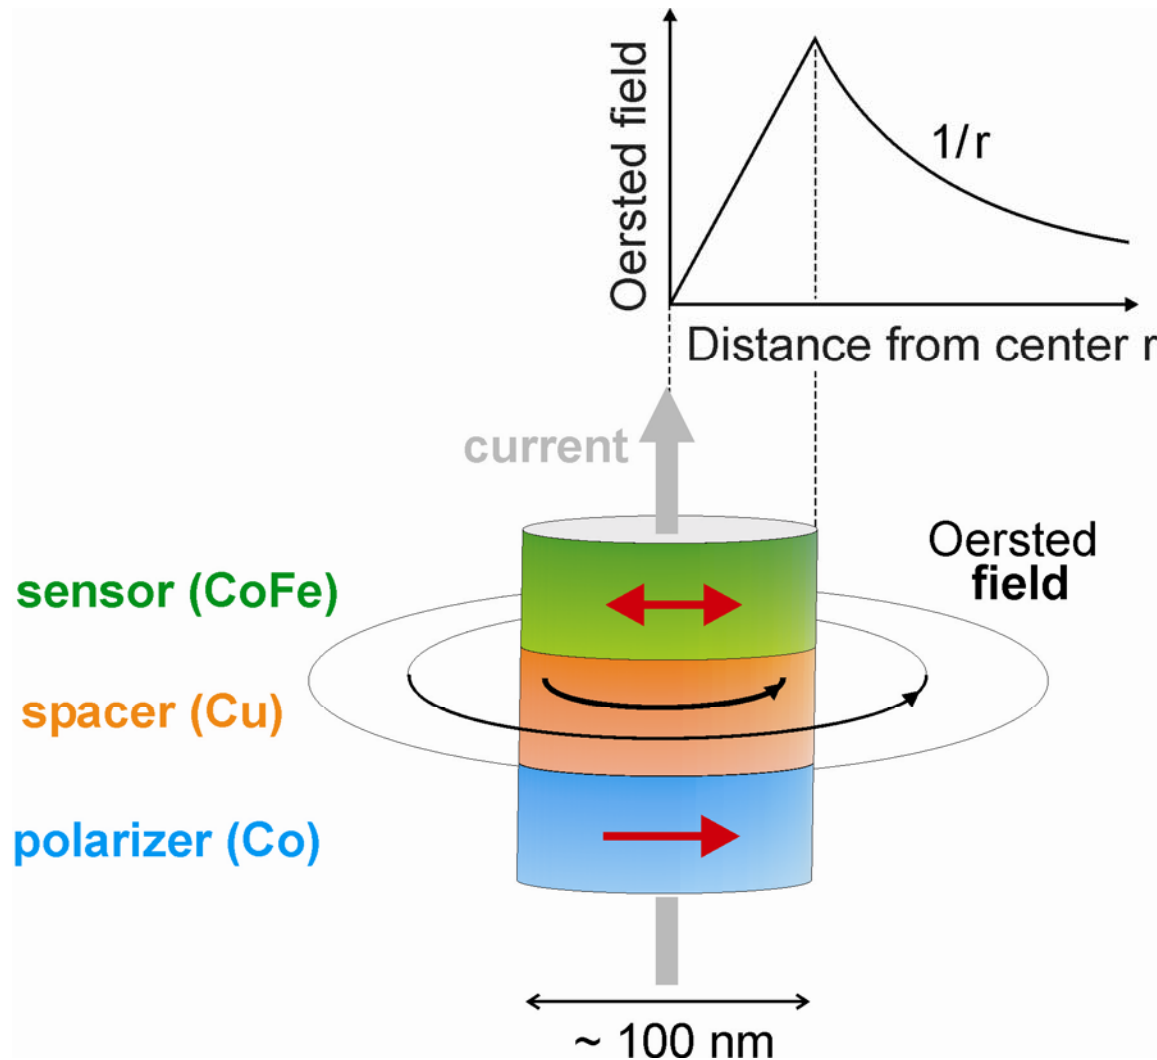 Oersted field
1/r
Distance from center r
current
Oersted
field
sensor (CoFe)
spacer (Cu)
polarizer (Co)
~ 100 nm